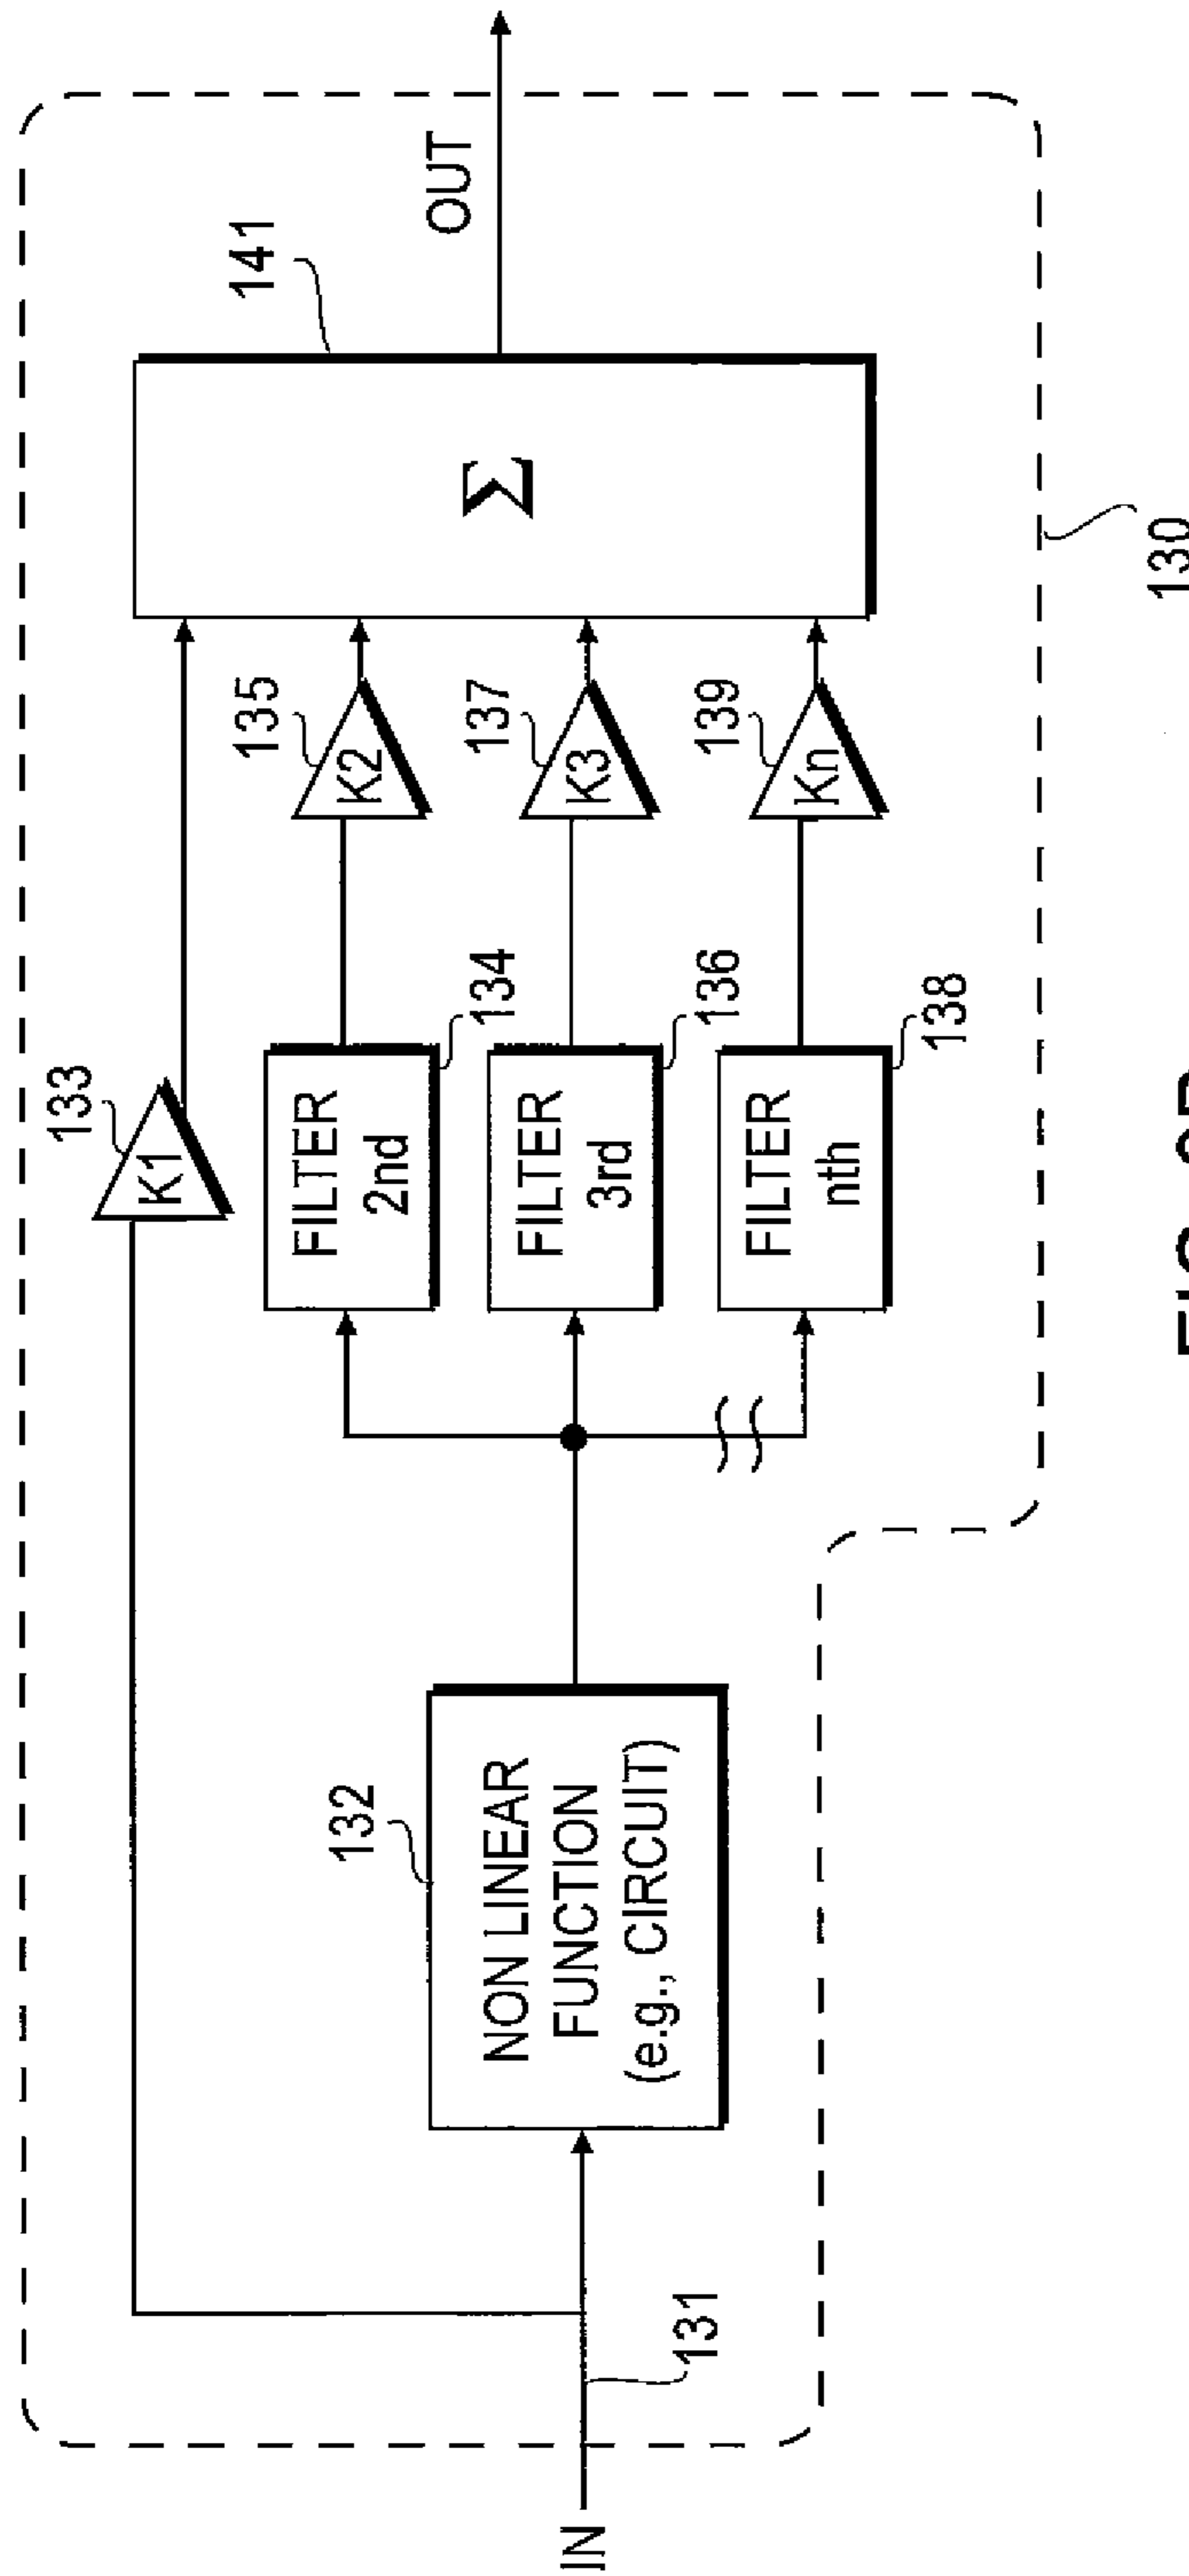 IN
131
132
NON LINEAR
FUNCTION
(e.g., CIRCUIT)
133
K1
FILTER
2nd
134
135
K2
FILTER
3rd
136
137
K3
FILTER
nth
138
139
Kn
141
Σ
OUT
130